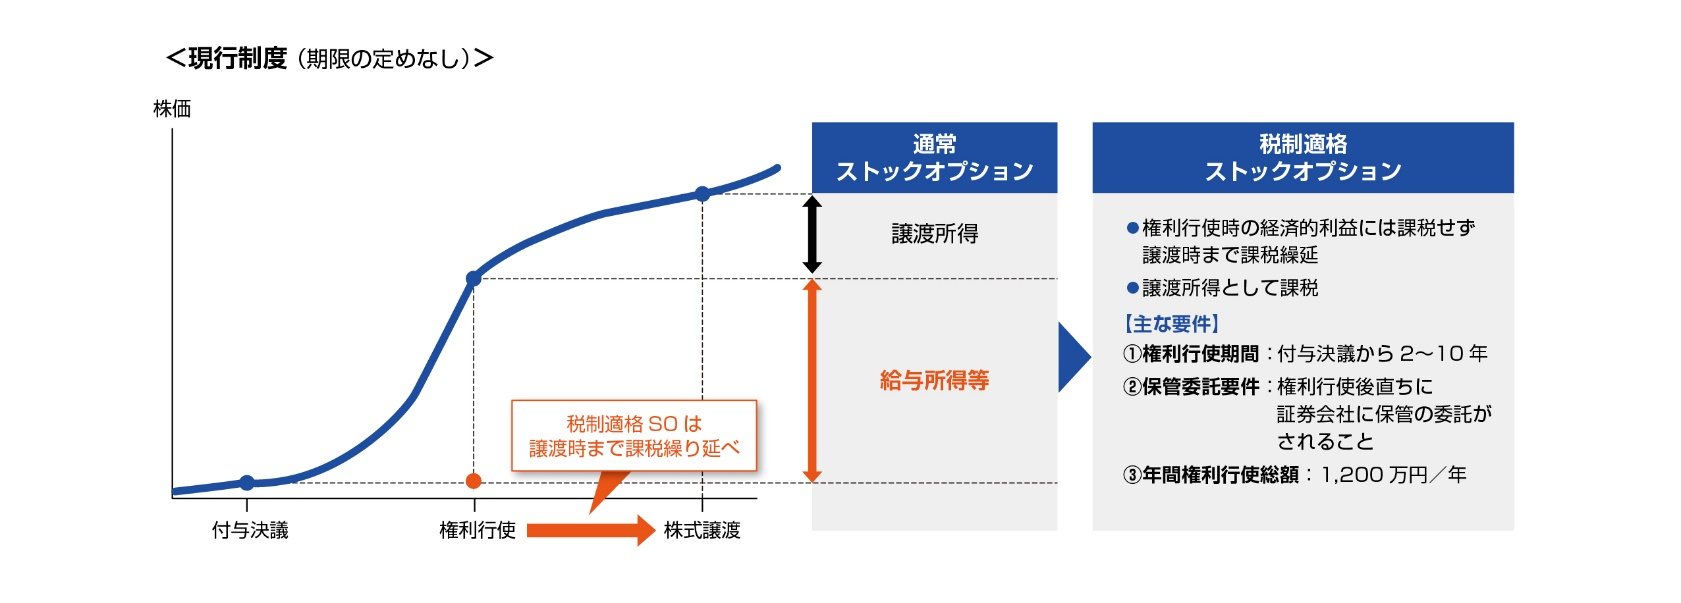 ＜現行制度（期限の定めなし）＞
株価
付与決議
権利行使
株式譲渡
税制適格 SO は
譲渡時まで課税繰り延べ
通常
ストックオプション
譲渡所得
給与所得等
税制適格
ストックオプション
●権利行使時の経済的利益には課税せず
譲渡時まで課税繰延
●譲渡所得として課税
【主な要件】
①権利行使期間：付与決議から 2〜10 年
②保管委託要件：権利行使後直ちに
証券会社に保管の委託が
されること
③年間権利行使総額：1,200 万円／年